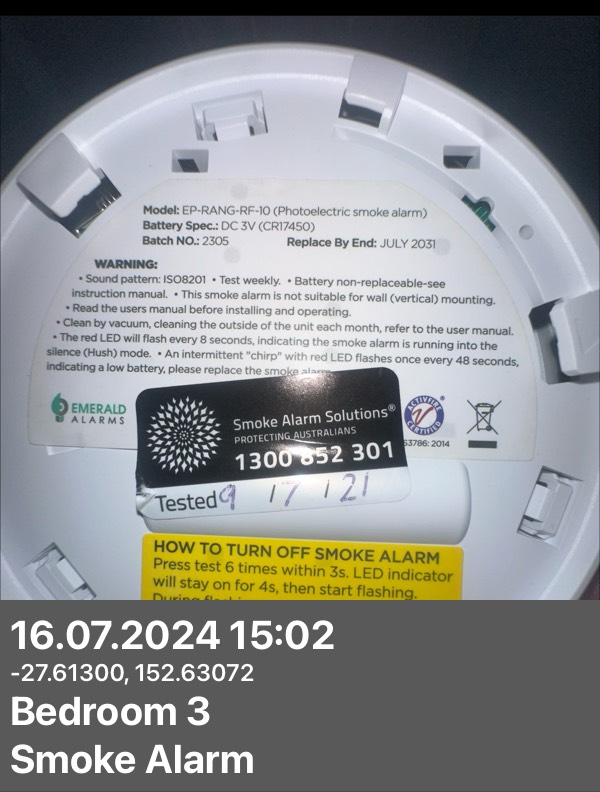 Model: EP-RANG-RF-10 (Photoelectric smoke alarm)
Battery Spec.: DC 3V (CR17450)
Batch NO.: 2305 Replace By End: JULY 2031
WARNING:
• Sound pattern: ISO8201 • Test weekly. • Battery non-replaceable-see
instruction manual. • This smoke alarm is not suitable for wall (vertical) mounting.
• Read the users manual before installing and operating.
• Clean by vacuum, cleaning the outside of the unit each month, refer to the user manual.
• The red LED will flash every 8 seconds, indicating the smoke alarm is running into the
silence (Hush) mode. • An intermittent "chirp" with red LED flashes once every 48 seconds,
indicating a low battery, please replace the smoke alarm
EMERALD
ALARMS
Smoke Alarm Solutions®
PROTECTING AUSTRALIANS
1300 852 301
ACTIVFIRE
CERTIFIED
3786: 2014
Tested 9 / 7 / 21
HOW TO TURN OFF SMOKE ALARM
Press test 6 times within 3s. LED indicator
will stay on for 4s, then start flashing.
16.07.2024 15:02
-27.61300, 152.63072
Bedroom 3
Smoke Alarm